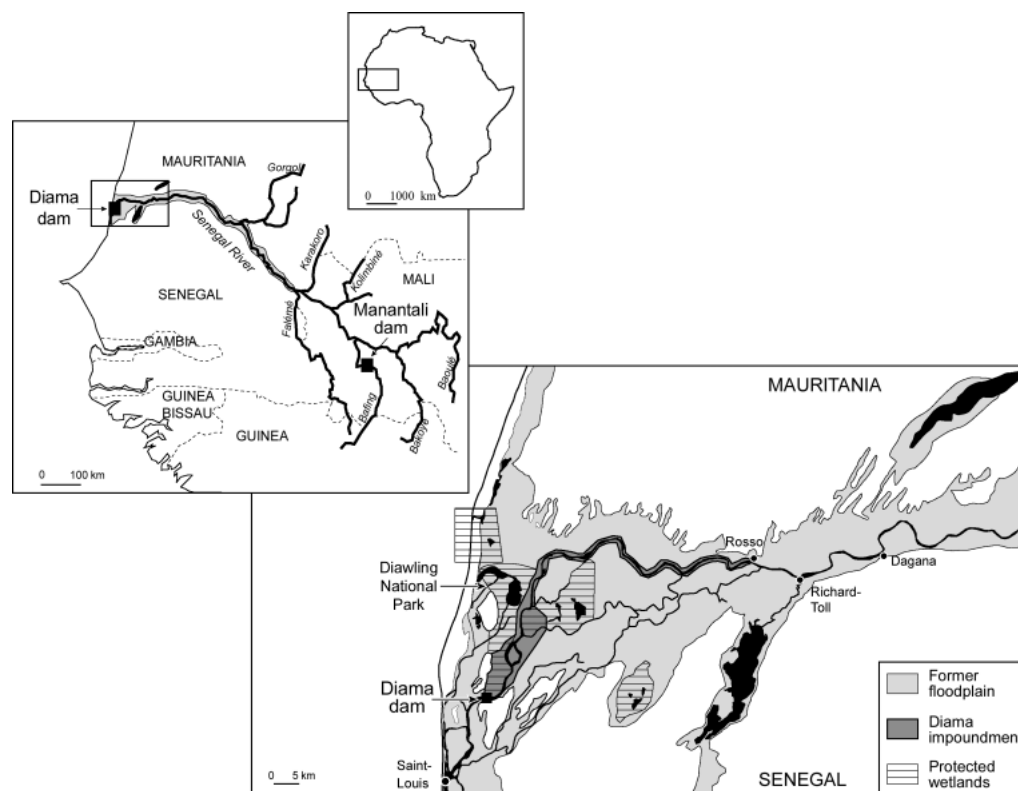 0 1000 km
MAURITANIA
Gorgol
Diama
dam
Senegal River
Karakoro
Kolimbiné
MALI
SENEGAL
Falémé
Manantali
dam
GAMBIA
Bafing
Bakoye
Baoulé
GUINEA
BISSAU
GUINEA
0 100 km
MAURITANIA
Rosso
Dagana
Richard-
Toll
Diawling
National
Park
Diama
dam
Saint-
Louis
0 5 km
SENEGAL
Former
floodplain
Diama
impoundment
Protected
wetlands